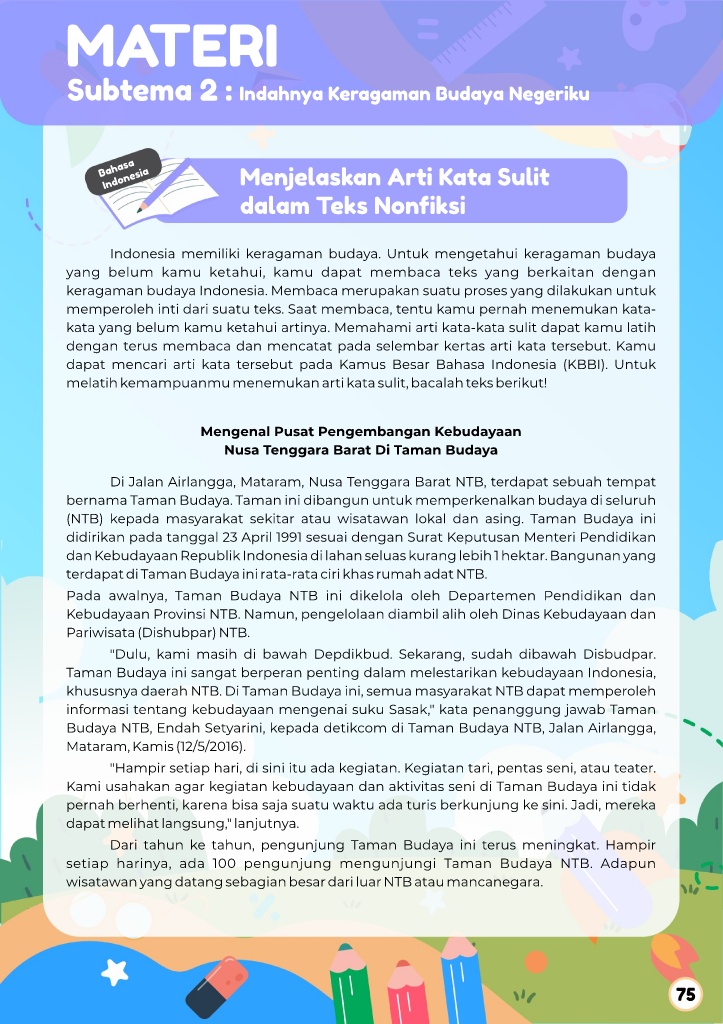 MATERI
Subtema 2 : Indahnya Keragaman Budaya Negeriku
Bahasa
Indonesia
Menjelaskan Arti Kata Sulit
dalam Teks Nonfiksi
Indonesia memiliki keragaman budaya. Untuk mengetahui keragaman budaya
yang belum kamu ketahui, kamu dapat membaca teks yang berkaitan dengan
keragaman budaya Indonesia. Membaca merupakan suatu proses yang dilakukan untuk
memperoleh inti dari suatu teks. Saat membaca, tentu kamu pernah menemukan kata-
kata yang belum kamu ketahui artinya. Memahami arti kata-kata sulit dapat kamu latih
dengan terus membaca dan mencatat pada selembar kertas arti kata tersebut. Kamu
dapat mencari arti kata tersebut pada Kamus Besar Bahasa Indonesia (KBBI). Untuk
melatih kemampuanmu menemukan arti kata sulit, bacalah teks berikut!
Mengenal Pusat Pengembangan Kebudayaan
Nusa Tenggara Barat Di Taman Budaya
Di Jalan Airlangga, Mataram, Nusa Tenggara Barat NTB, terdapat sebuah tempat
bernama Taman Budaya. Taman ini dibangun untuk memperkenalkan budaya di seluruh
(NTB) kepada masyarakat sekitar atau wisatawan lokal dan asing. Taman Budaya ini
didirikan pada tanggal 23 April 1991 sesuai dengan Surat Keputusan Menteri Pendidikan
dan Kebudayaan Republik Indonesia di lahan seluas kurang lebih 1 hektar. Bangunan yang
terdapat di Taman Budaya ini rata-rata ciri khas rumah adat NTB.
Pada awalnya, Taman Budaya NTB ini dikelola oleh Departemen Pendidikan dan
Kebudayaan Provinsi NTB. Namun, pengelolaan diambil alih oleh Dinas Kebudayaan dan
Pariwisata (Dishubpar) NTB.
"Dulu, kami masih di bawah Depdikbud. Sekarang, sudah dibawah Disbudpar.
Taman Budaya ini sangat berperan penting dalam melestarikan kebudayaan Indonesia,
khususnya daerah NTB. Di Taman Budaya ini, semua masyarakat NTB dapat memperoleh
informasi tentang kebudayaan mengenai suku Sasak," kata penanggung jawab Taman
Budaya NTB, Endah Setyarini, kepada detikcom di Taman Budaya NTB, Jalan Airlangga,
Mataram, Kamis (12/5/2016).
"Hampir setiap hari, di sini itu ada kegiatan. Kegiatan tari, pentas seni, atau teater.
Kami usahakan agar kegiatan kebudayaan dan aktivitas seni di Taman Budaya ini tidak
pernah berhenti, karena bisa saja suatu waktu ada turis berkunjung ke sini. Jadi, mereka
dapat melihat langsung," lanjutnya.
Dari tahun ke tahun, pengunjung Taman Budaya ini terus meningkat. Hampir
setiap harinya, ada 100 pengunjung mengunjungi Taman Budaya NTB. Adapun
wisatawan yang datang sebagian besar dari luar NTB atau mancanegara.
75